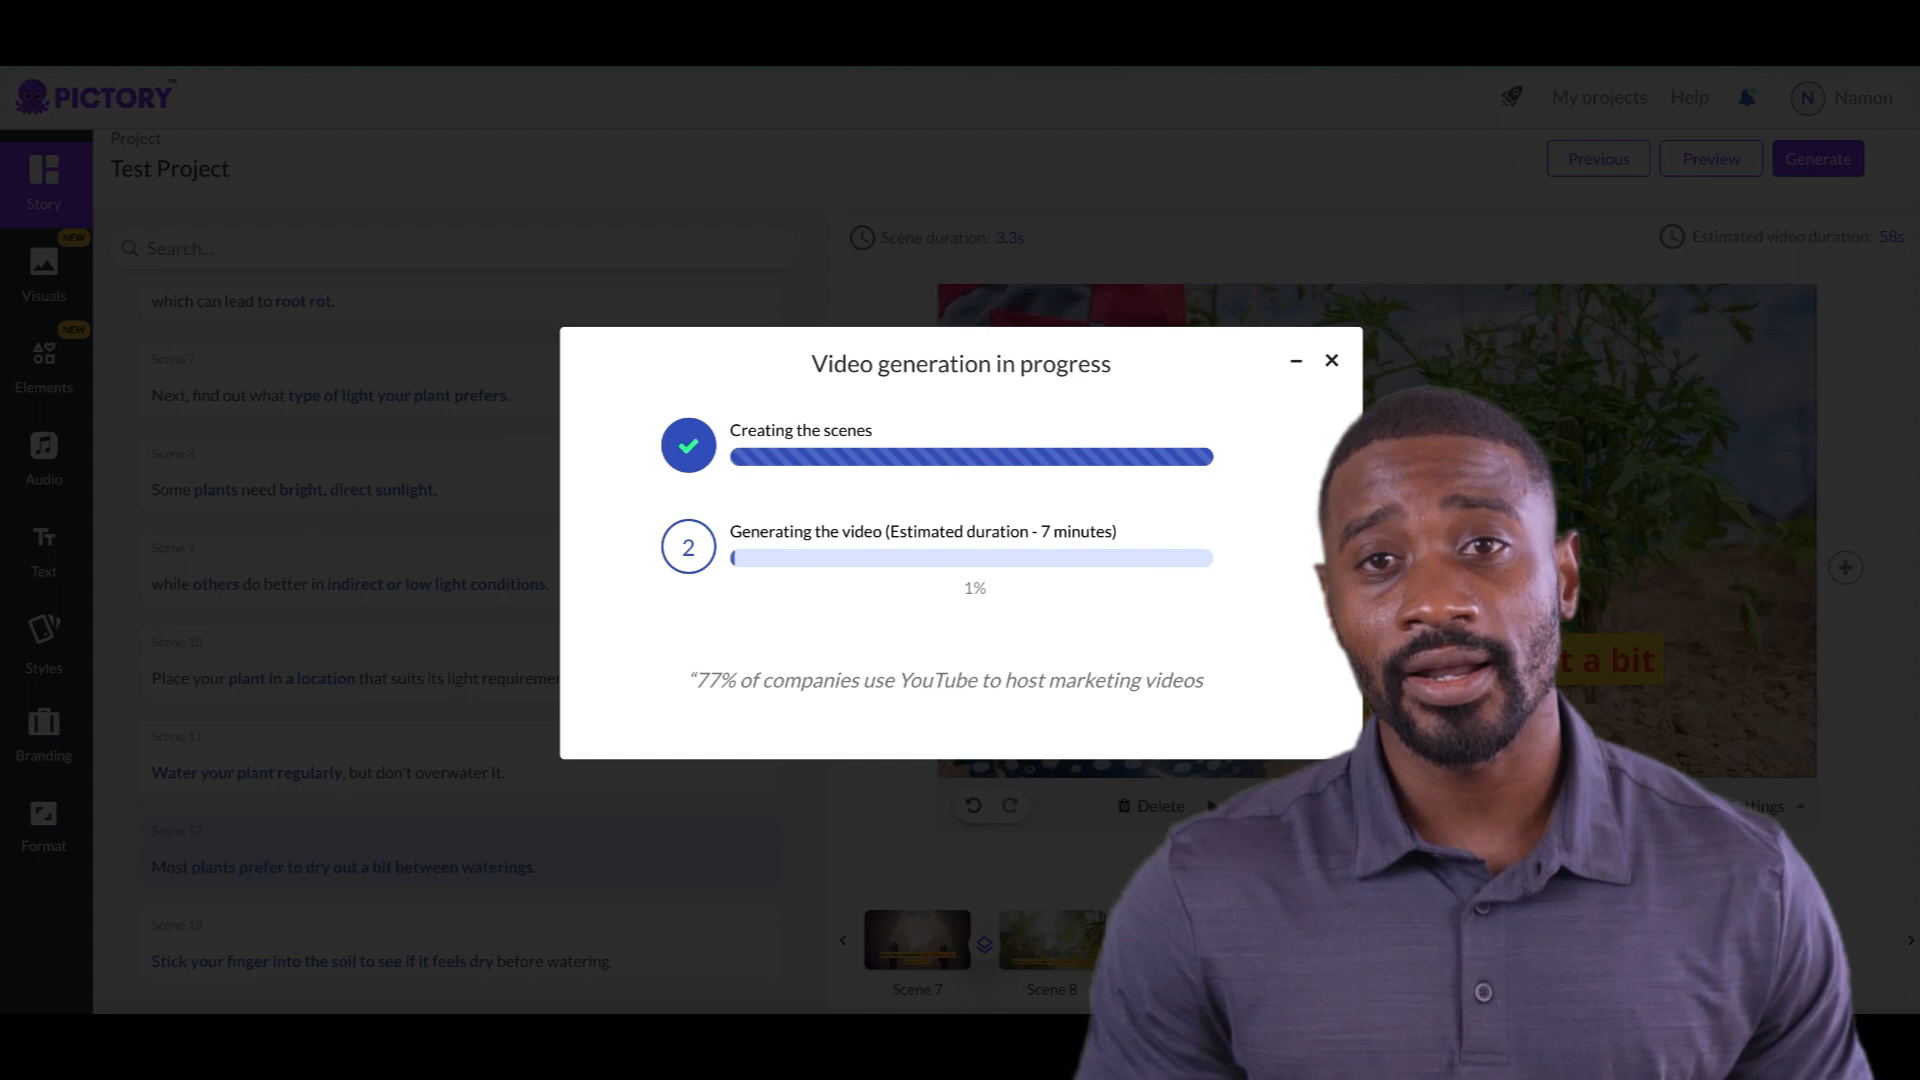 PICTORY
My projects
Help
N
Namon
Project
Test Project
Previous
Preview
Generate
Story
NEW
Visuals
NEW
Elements
Audio
Tt
Text
Styles
Branding
Format
Search...
which can lead to root rot.
Scene 7
Next, find out what type of light your plant prefers.
Scene 8
Some plants need bright, direct sunlight,
Scene 9
while others do better in indirect or low light conditions.
Scene 10
Place your plant in a location that suits its light
Scene 11
Water your plant regularly, but don't overwater it.
Scene 12
Most plants prefer to dry out a bit between waterings.
Scene 13
Stick your finger into the soil to see if it feels dry before watering.
Scene duration: 3.3s
Estimated video duration: 58s
Video generation in progress
Creating the scenes
2
Generating the video (Estimated duration - 7 minutes)
1%
“77% of companies use YouTube to host marketing videos
t a bit
Delete
ttings
Scene 7
Scene 8